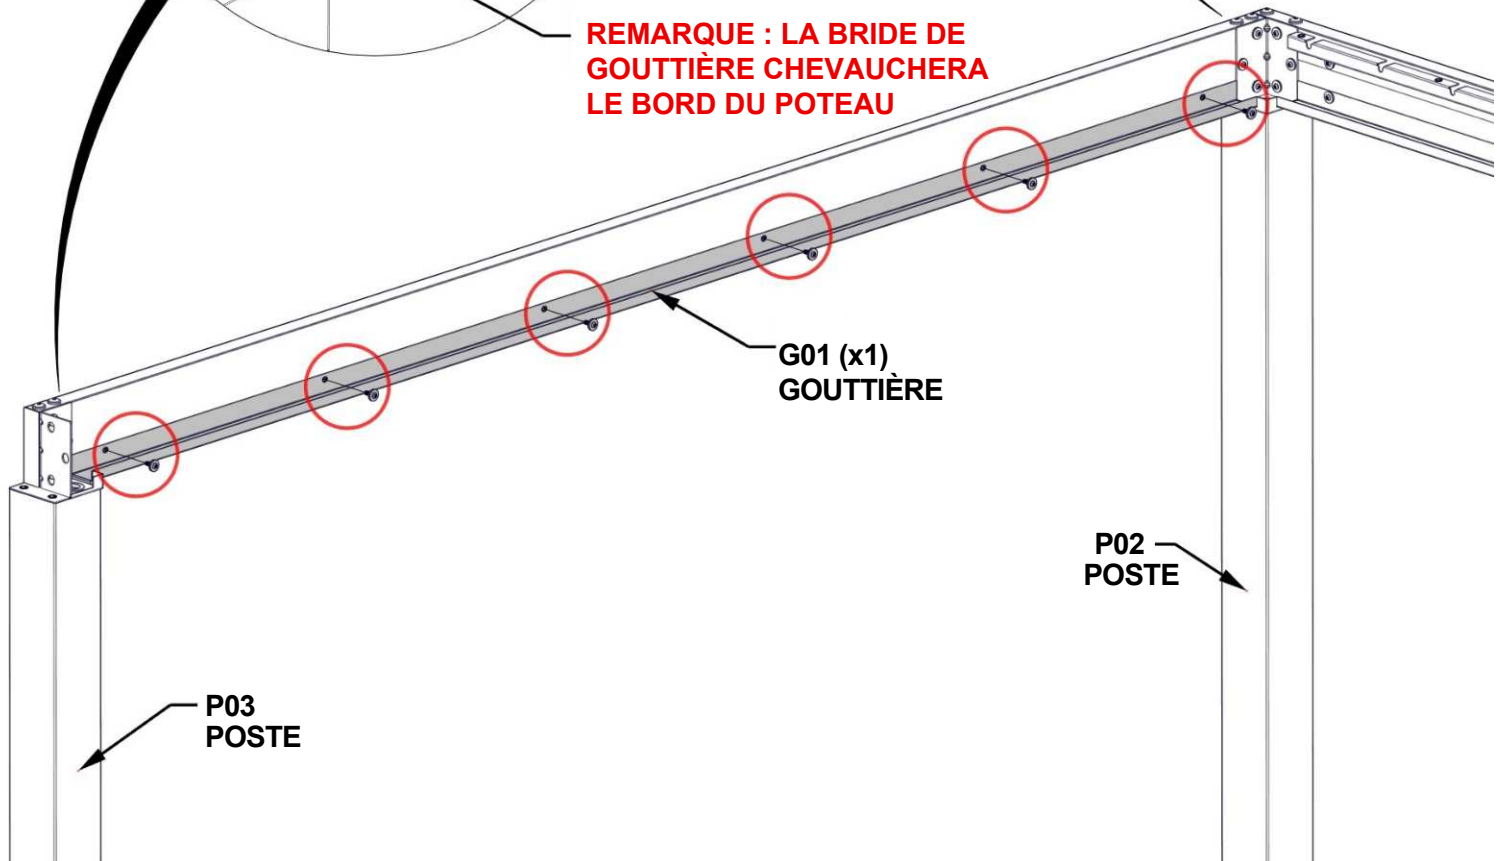 REMARQUE : LA BRIDE DE
GOUTTIÈRE CHEVAUCHERA
LE BORD DU POTEAU
G01 (x1)
GOUTTIÈRE
P02
POSTE
P03
POSTE